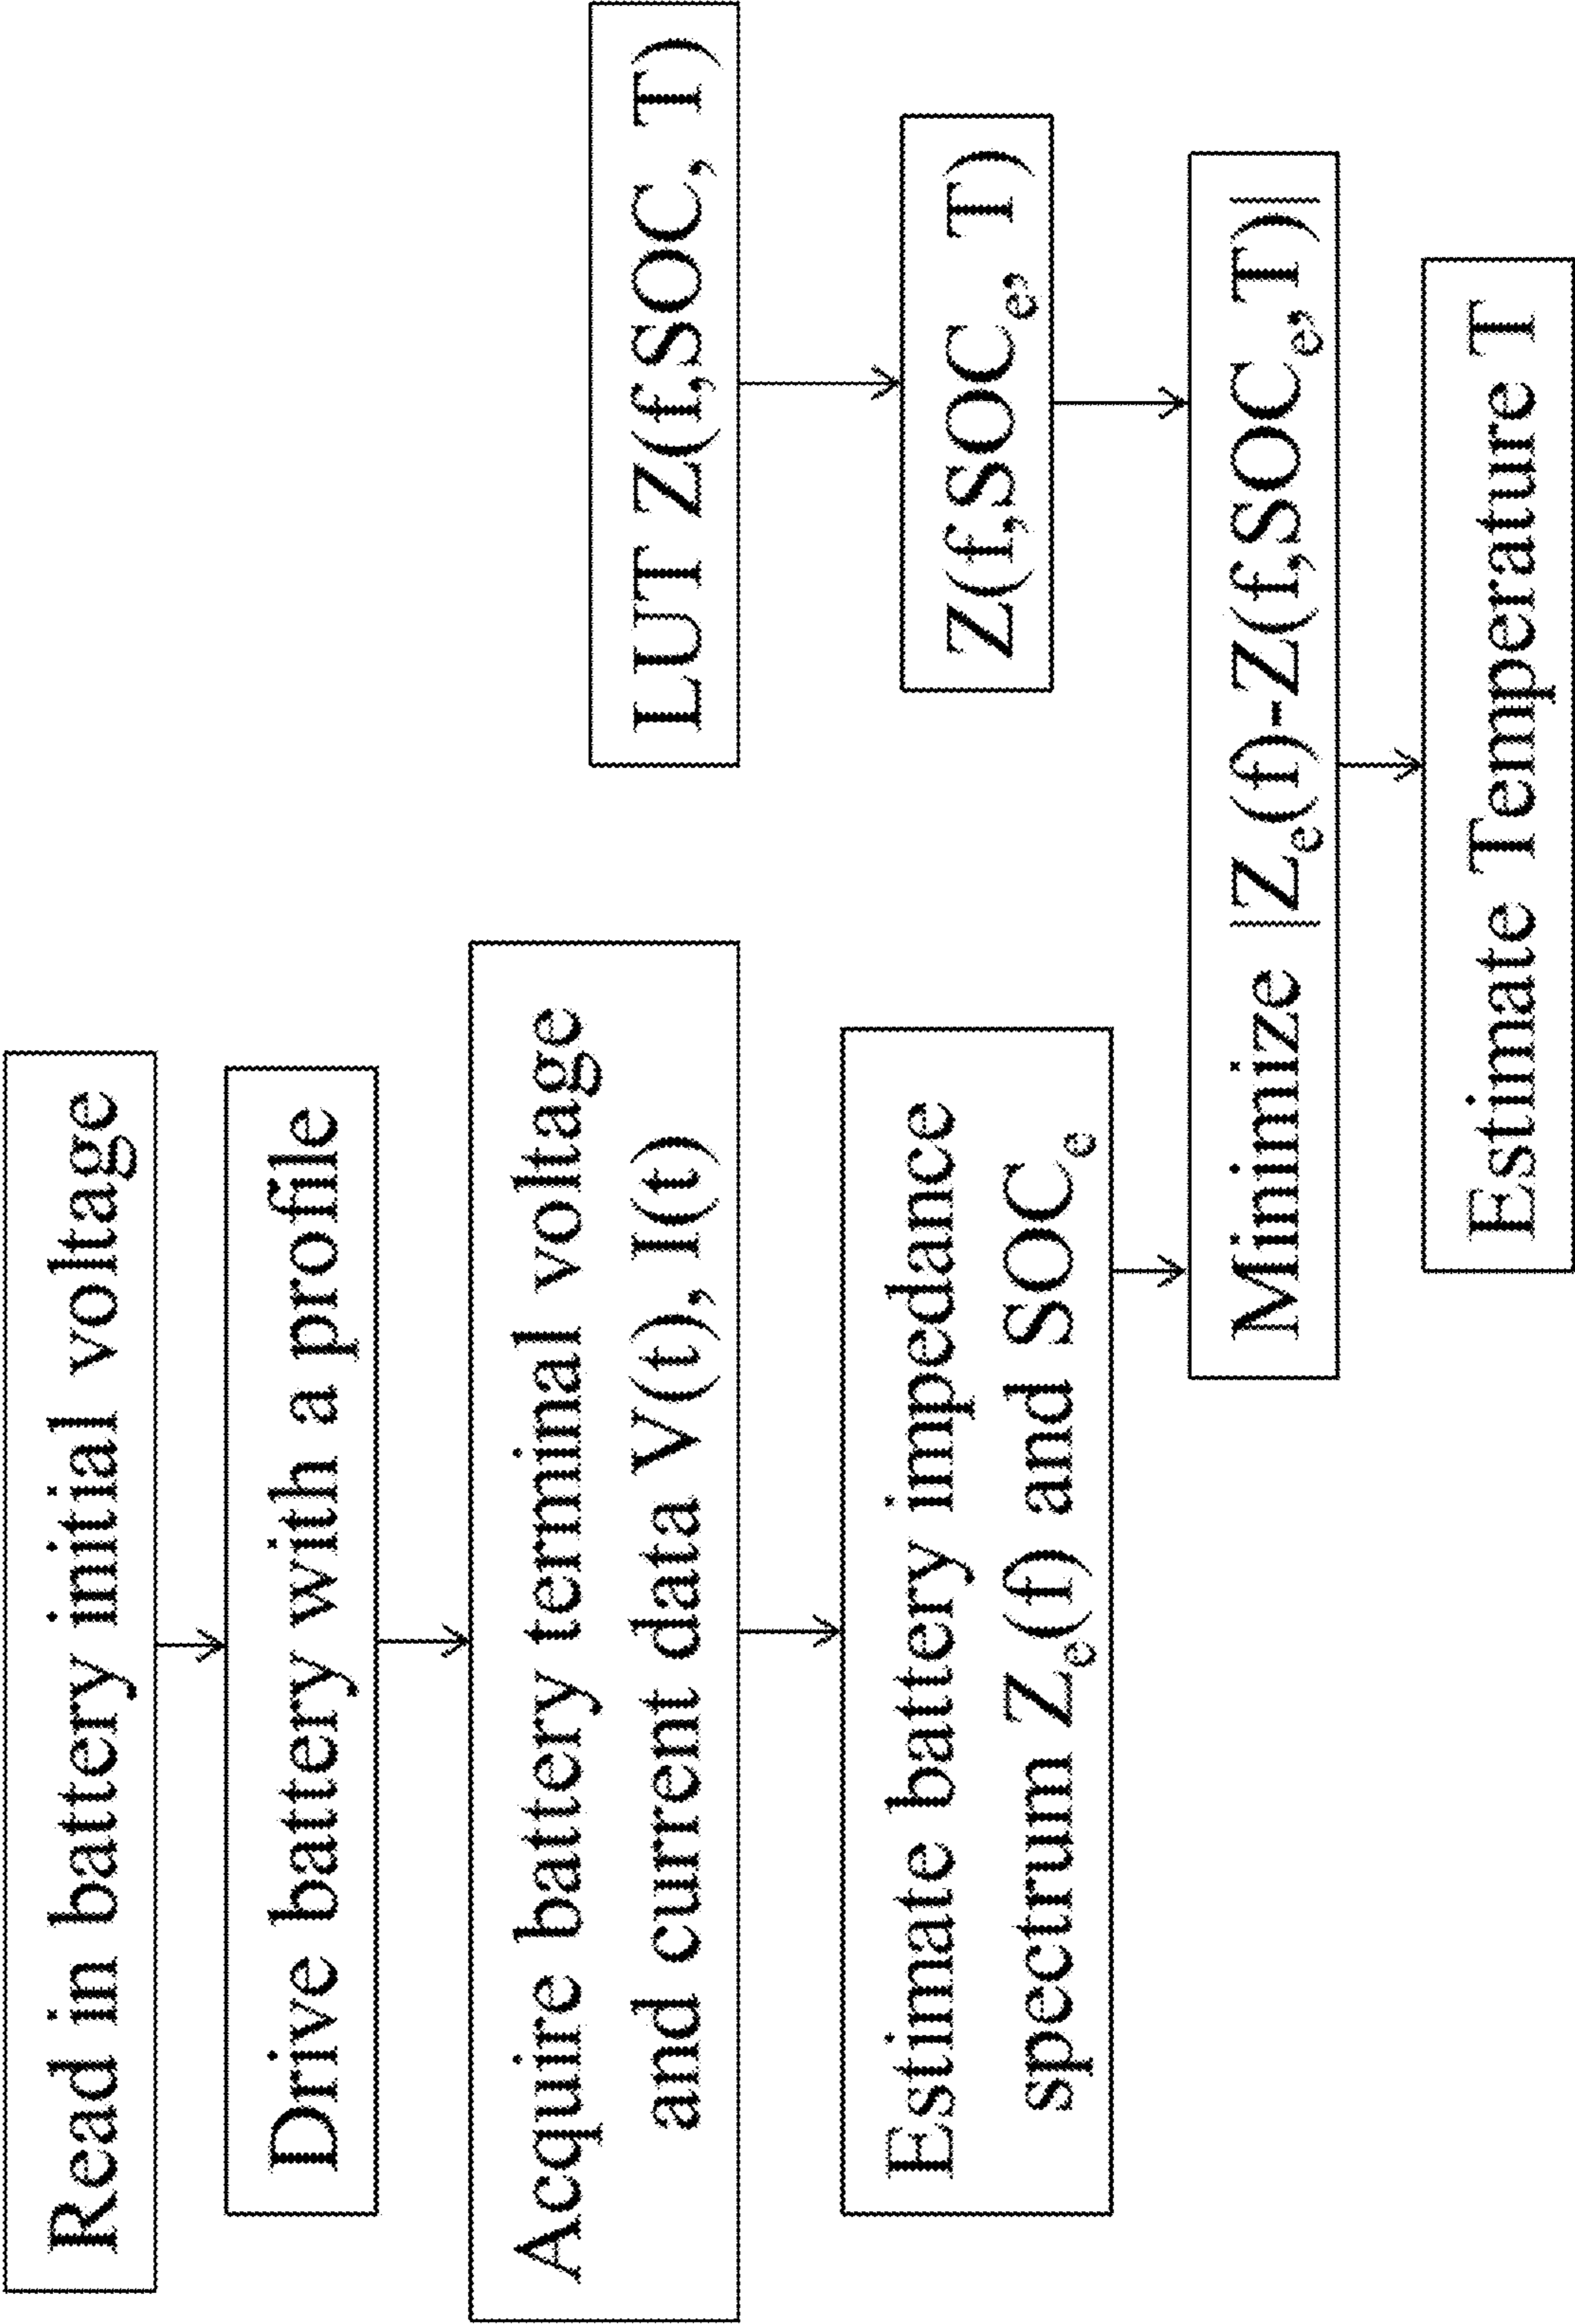 Read in battery initial voltage
Drive battery with a profile
Acquire battery terminal voltage
and current data V(t), I(t)
Estimate battery impedance
spectrum Zₑ(f) and SOCₑ
LUT Z(f,SOC, T)
Z(f,SOCₑ, T)
Minimize |Zₑ(f)-Z(f,SOCₑ,T)|
Estimate Temperature T